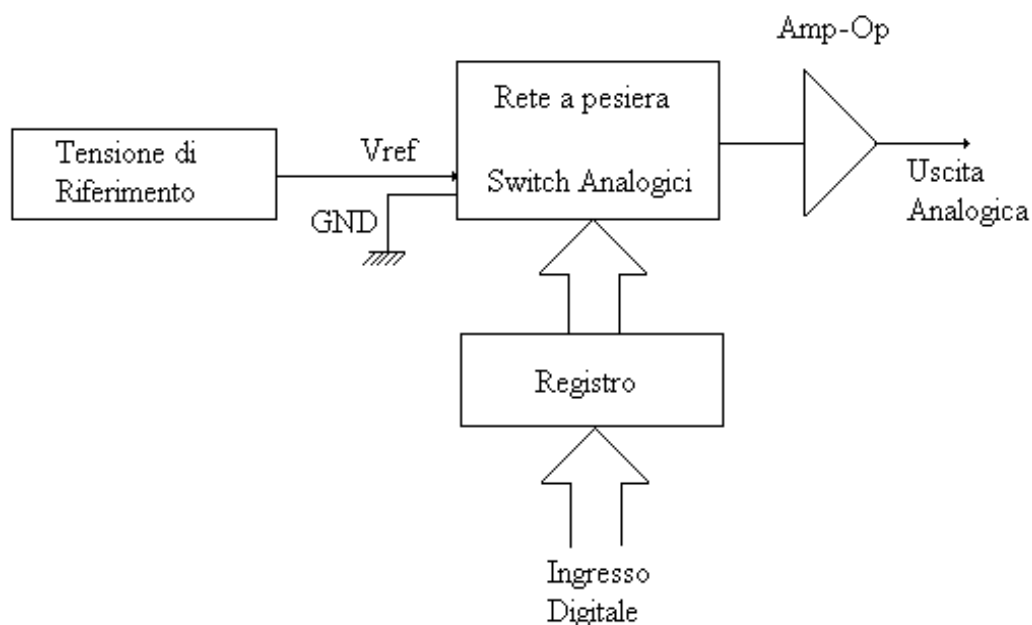 Amp-Op
Rete a pesiera
Switch Analogici
Tensione di
Riferimento
Vref
GND
Uscita
Analogica
Registro
Ingresso
Digitale